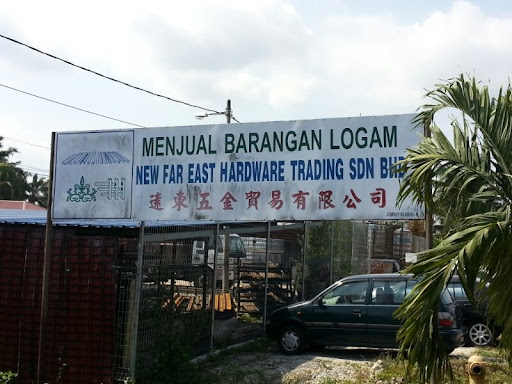 MENJUAL BARANGAN LOGAM
NEW FAR EAST HARDWARE TRADING SDN BHD
遠東五金貿易有限公司